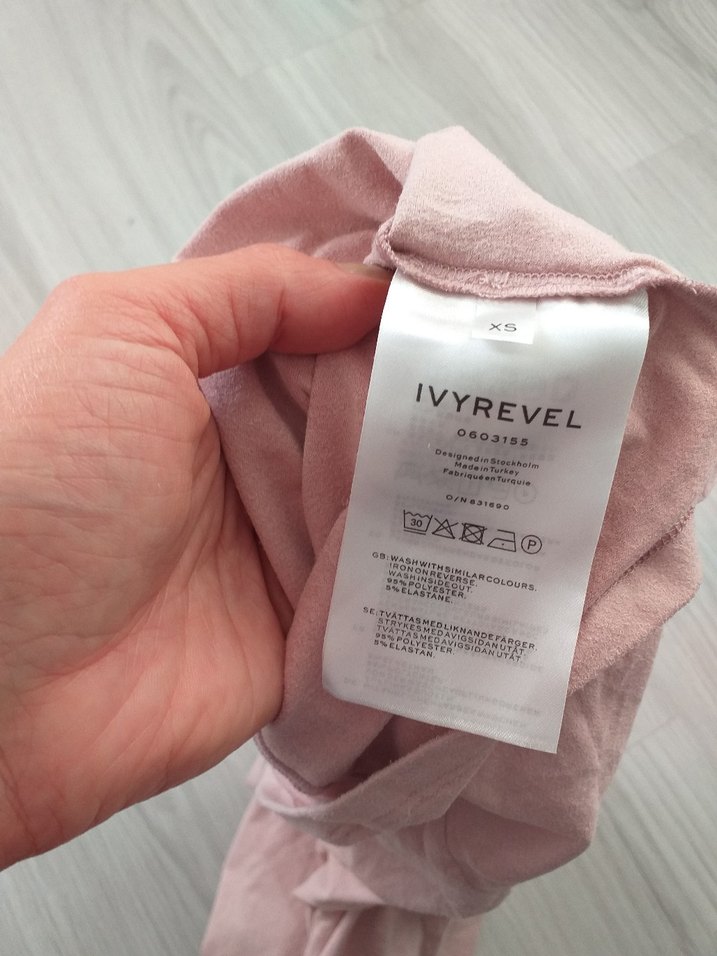 XS
IVYREVEL
0603155
Designed in Stockholm
Made in Turkey
Fabriqué en Turquie
O/N 831690
30 P
GB: WASH WITH SIMILAR COLOURS.
IRON ON REVERSE.
WASH INSIDE OUT.
95% POLYESTER,
5% ELASTANE.
SE: TVÄTTAS MED LIKNANDE FÄRGER.
STRYKES MED AVIGSIDAN UTÅT.
TVÄTTAS MED AVIGSIDAN UTÅT.
95% POLYESTER
5% ELASTAN.